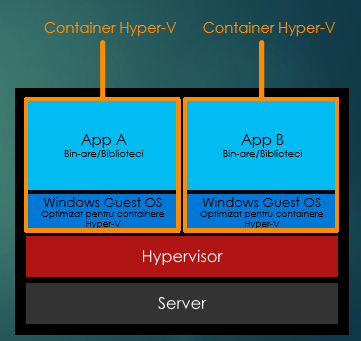 Container Hyper-V
Container Hyper-V
App A
Bin-are/Biblioteci
App B
Bin-are/Biblioteci
Windows Guest OS
Optimizat pentru containere
Hyper-V
Windows Guest OS
Optimizat pentru containere
Hyper-V
Hypervisor
Server